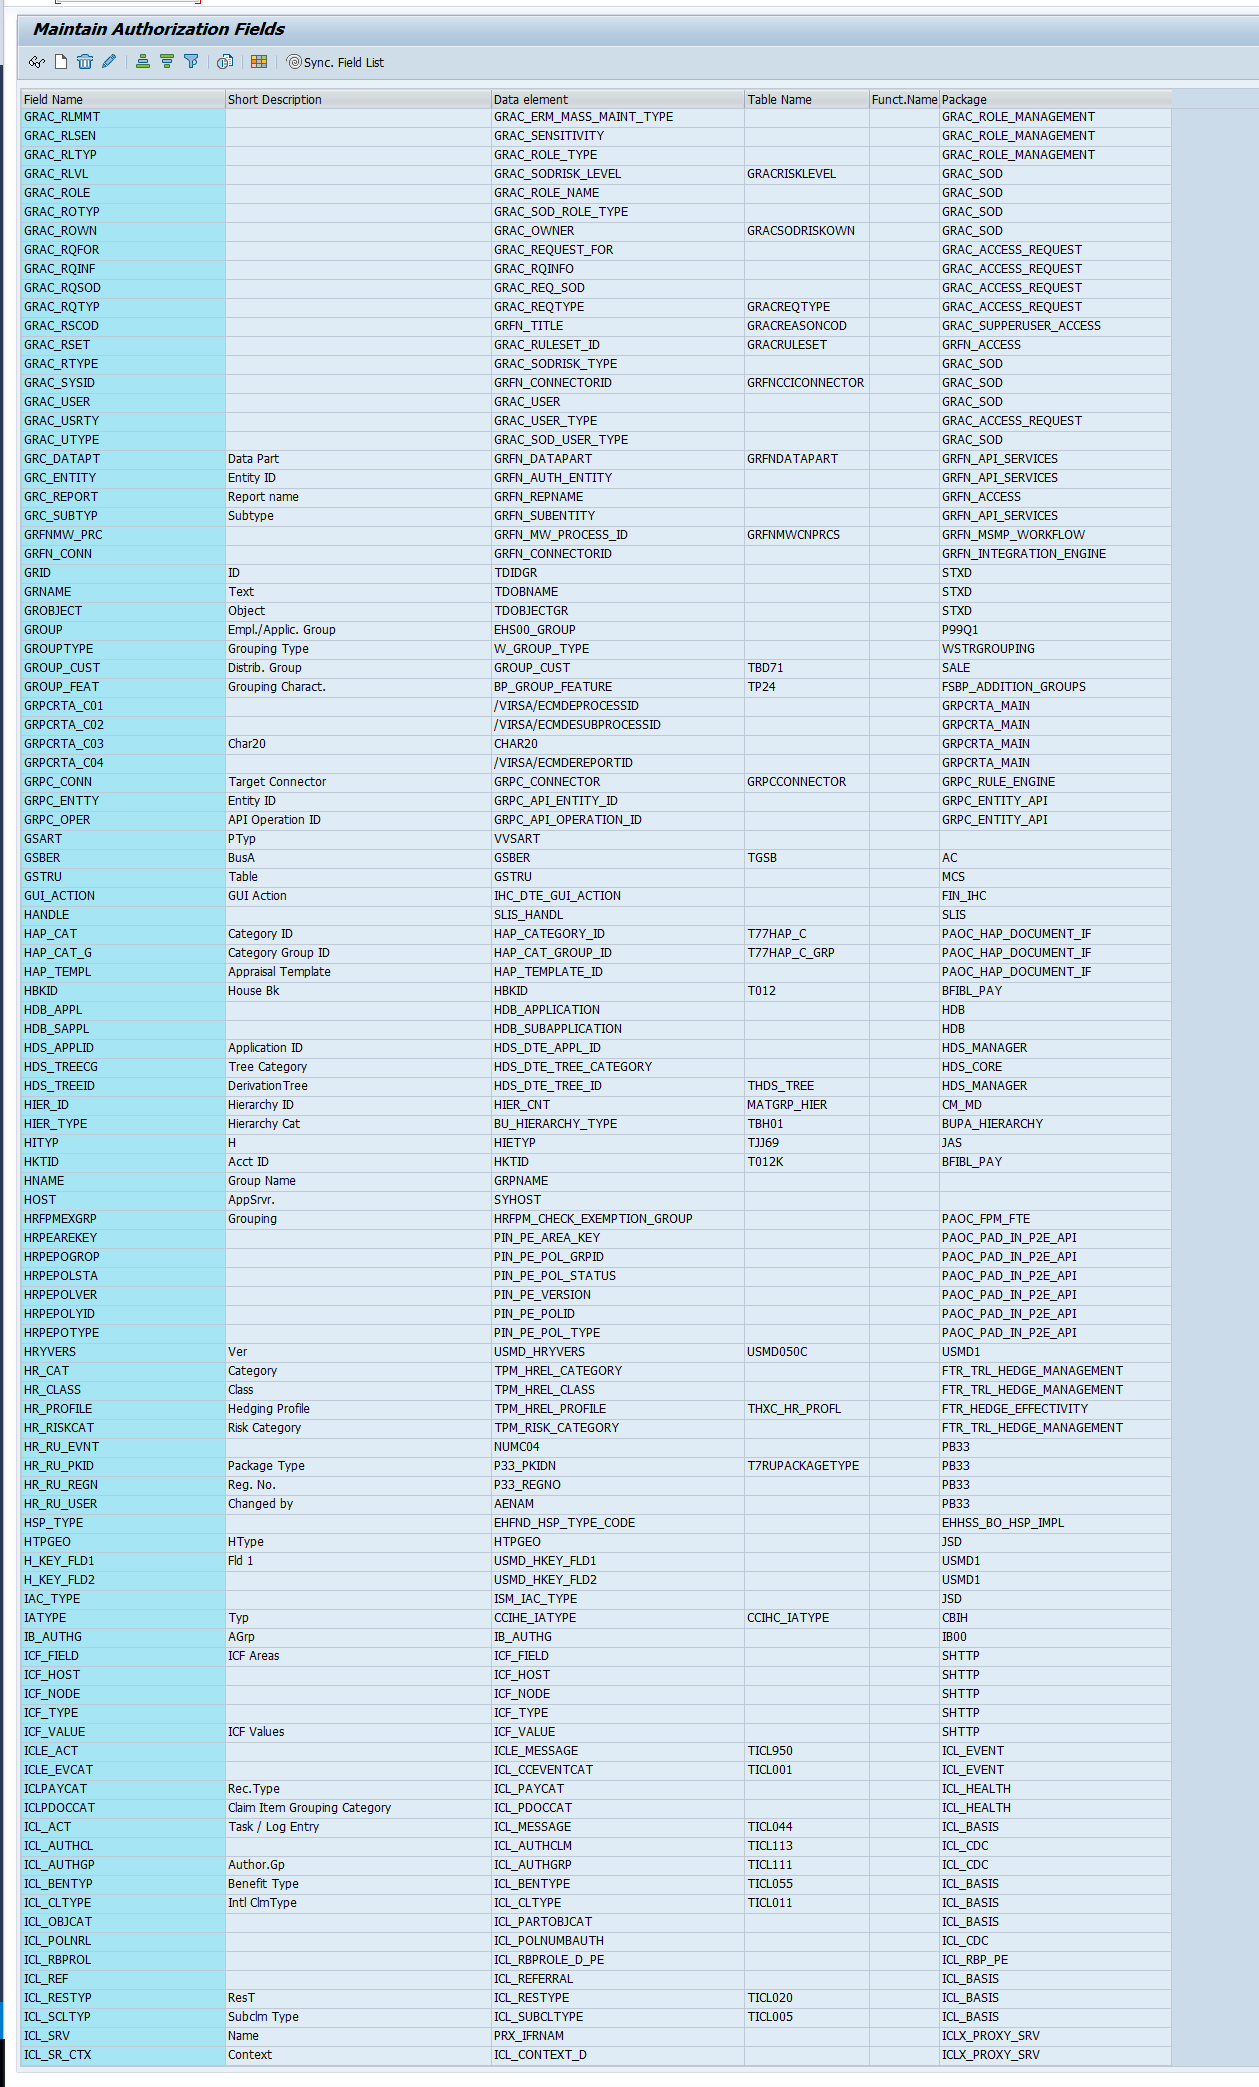 Maintain Authorization Fields
Sync. Field List
Field Name Short Description Data element Table Name Funct.Name Package
GRAC_RLMMT GRAC_ERM_MASS_MAINT_TYPE GRAC_ROLE_MANAGEMENT
GRAC_RLSEN GRAC_SENSITIVITY GRAC_ROLE_MANAGEMENT
GRAC_RLTYP GRAC_ROLE_TYPE GRAC_ROLE_MANAGEMENT
GRAC_RLVL GRAC_SODRISK_LEVEL GRACRISKLEVEL GRAC_SOD
GRAC_ROLE GRAC_ROLE_NAME GRAC_SOD
GRAC_ROTYP GRAC_SOD_ROLE_TYPE GRAC_SOD
GRAC_ROWN GRAC_OWNER GRACSODRISKOWN GRAC_SOD
GRAC_RQFOR GRAC_REQUEST_FOR GRAC_ACCESS_REQUEST
GRAC_RQINF GRAC_RQINFO GRAC_ACCESS_REQUEST
GRAC_RQSOD GRAC_REQ_SOD GRAC_ACCESS_REQUEST
GRAC_RQTYP GRAC_REQTYPE GRACREQTYPE GRAC_ACCESS_REQUEST
GRAC_RSCOD GRFN_TITLE GRACREASONCOD GRAC_SUPPERUSER_ACCESS
GRAC_RSET GRAC_RULESET_ID GRACRULESET GRFN_ACCESS
GRAC_RTYPE GRAC_SODRISK_TYPE GRAC_SOD
GRAC_SYSID GRFN_CONNECTORID GRFNCCICONNECTOR GRAC_SOD
GRAC_USER GRAC_USER GRAC_SOD
GRAC_USRTY GRAC_USER_TYPE GRAC_ACCESS_REQUEST
GRAC_UTYPE GRAC_SOD_USER_TYPE GRAC_SOD
GRC_DATAPT Data Part GRFN_DATAPART GRFNDATAPART GRFN_API_SERVICES
GRC_ENTITY Entity ID GRFN_AUTH_ENTITY GRFN_API_SERVICES
GRC_REPORT Report name GRFN_REPNAME GRFN_ACCESS
GRC_SUBTYP Subtype GRFN_SUBENTITY GRFN_API_SERVICES
GRFNMW_PRC GRFN_MW_PROCESS_ID GRFNMWCNPRCS GRFN_MSMP_WORKFLOW
GRFN_CONN GRFN_CONNECTORID GRFN_INTEGRATION_ENGINE
GRID ID TDIDGR STXD
GRNAME Text TDOBNAME STXD
GROBJECT Object TDOBJECTGR STXD
GROUP Empl./Applic. Group EHS00_GROUP P99Q1
GROUPTYPE Grouping Type W_GROUP_TYPE WSTRGROUPING
GROUP_CUST Distrib. Group GROUP_CUST TBD71 SALE
GROUP_FEAT Grouping Charact. BP_GROUP_FEATURE TP24 FSBP_ADDITION_GROUPS
GRPCRTA_C01 /VIRSA/ECMDEPROCESSID GRPCRTA_MAIN
GRPCRTA_C02 /VIRSA/ECMDESUBPROCESSID GRPCRTA_MAIN
GRPCRTA_C03 Char20 CHAR20 GRPCRTA_MAIN
GRPCRTA_C04 /VIRSA/ECMDEREPORTID GRPCRTA_MAIN
GRPC_CONN Target Connector GRPC_CONNECTOR GRPCCONNECTOR GRPC_RULE_ENGINE
GRPC_ENTTY Entity ID GRPC_API_ENTITY_ID GRPC_ENTITY_API
GRPC_OPER API Operation ID GRPC_API_OPERATION_ID GRPC_ENTITY_API
GSART PTyp VVSART
GSBER BusA GSBER TGSB AC
GSTRU Table GSTRU MCS
GUI_ACTION GUI Action IHC_DTE_GUI_ACTION FIN_IHC
HANDLE SLIS_HANDL SLIS
HAP_CAT Category ID HAP_CATEGORY_ID T77HAP_C PAOC_HAP_DOCUMENT_IF
HAP_CAT_G Category Group ID HAP_CAT_GROUP_ID T77HAP_C_GRP PAOC_HAP_DOCUMENT_IF
HAP_TEMPL Appraisal Template HAP_TEMPLATE_ID PAOC_HAP_DOCUMENT_IF
HBKID House Bk HBKID T012 BFIBL_PAY
HDB_APPL HDB_APPLICATION HDB
HDB_SAPPL HDB_SUBAPPLICATION HDB
HDS_APPLID Application ID HDS_DTE_APPL_ID HDS_MANAGER
HDS_TREECG Tree Category HDS_DTE_TREE_CATEGORY HDS_CORE
HDS_TREEID DerivationTree HDS_DTE_TREE_ID THDS_TREE HDS_MANAGER
HIER_ID Hierarchy ID HIER_CNT MATGRP_HIER CM_MD
HIER_TYPE Hierarchy Cat BU_HIERARCHY_TYPE TBH01 BUPA_HIERARCHY
HITYP H HIETYP TJJ69 JAS
HKTID Acct ID HKTID T012K BFIBL_PAY
HNAME Group Name GRPNAME
HOST AppSrvr. SYHOST
HRFPMEXGRP Grouping HRFPM_CHECK_EXEMPTION_GROUP PAOC_FPM_FTE
HRPEAREKEY PIN_PE_AREA_KEY PAOC_PAD_IN_P2E_API
HRPEPOGROP PIN_PE_POL_GRPID PAOC_PAD_IN_P2E_API
HRPEPOLSTA PIN_PE_POL_STATUS PAOC_PAD_IN_P2E_API
HRPEPOLVER PIN_PE_VERSION PAOC_PAD_IN_P2E_API
HRPEPOLYID PIN_PE_POLID PAOC_PAD_IN_P2E_API
HRPEPOTYPE PIN_PE_POL_TYPE PAOC_PAD_IN_P2E_API
HRYVERS Ver USMD_HRYVERS USMD050C USMD1
HR_CAT Category TPM_HREL_CATEGORY FTR_TRL_HEDGE_MANAGEMENT
HR_CLASS Class TPM_HREL_CLASS FTR_TRL_HEDGE_MANAGEMENT
HR_PROFILE Hedging Profile TPM_HREL_PROFILE THXC_HR_PROFL FTR_HEDGE_EFFECTIVITY
HR_RISKCAT Risk Category TPM_RISK_CATEGORY FTR_TRL_HEDGE_MANAGEMENT
HR_RU_EVNT NUMC04 PB33
HR_RU_PKID Package Type P33_PKIDN T7RUPACKAGETYPE PB33
HR_RU_REGN Reg. No. P33_REGNO PB33
HR_RU_USER Changed by AENAM PB33
HSP_TYPE EHFND_HSP_TYPE_CODE EHHSS_BO_HSP_IMPL
HTPGEO HType HTPGEO JSD
H_KEY_FLD1 Fld 1 USMD_HKEY_FLD1 USMD1
H_KEY_FLD2 USMD_HKEY_FLD2 USMD1
IAC_TYPE ISM_IAC_TYPE JSD
IATYPE Typ CCIHE_IATYPE CCIHC_IATYPE CBIH
IB_AUTHG AGrp IB_AUTHG IB00
ICF_FIELD ICF Areas ICF_FIELD SHTTP
ICF_HOST ICF_HOST SHTTP
ICF_NODE ICF_NODE SHTTP
ICF_TYPE ICF_TYPE SHTTP
ICF_VALUE ICF Values ICF_VALUE SHTTP
ICLE_ACT ICLE_MESSAGE TICL950 ICL_EVENT
ICLE_EVCAT ICL_CCEVENTCAT TICL001 ICL_EVENT
ICLPAYCAT Rec.Type ICL_PAYCAT ICL_HEALTH
ICLPDOCCAT Claim Item Grouping Category ICL_PDOCCAT ICL_HEALTH
ICL_ACT Task / Log Entry ICL_MESSAGE TICL044 ICL_BASIS
ICL_AUTHCL ICL_AUTHCLM TICL113 ICL_CDC
ICL_AUTHGP Author.Gp ICL_AUTHGRP TICL111 ICL_CDC
ICL_BENTYP Benefit Type ICL_BENTYPE TICL055 ICL_BASIS
ICL_CLTYPE Intl ClmType ICL_CLTYPE TICL011 ICL_BASIS
ICL_OBJCAT ICL_PARTOBJCAT ICL_BASIS
ICL_POLNRL ICL_POLNUMBAUTH ICL_CDC
ICL_RBPROL ICL_RBPROLE_D_PE ICL_RBP_PE
ICL_REF ICL_REFERRAL ICL_BASIS
ICL_RESTYP ResT ICL_RESTYPE TICL020 ICL_BASIS
ICL_SCLTYP Subclm Type ICL_SUBCLTYPE TICL005 ICL_BASIS
ICL_SRV Name PRX_IFRNAM ICLX_PROXY_SRV
ICL_SR_CTX Context ICL_CONTEXT_D ICLX_PROXY_SRV